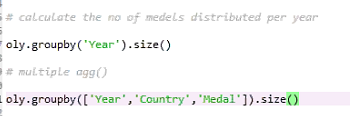 # calculate the no of medels distributed per year
oly.groupby('Year').size()
# multiple agg()
oly.groupby(['Year','Country','Medal']).size()